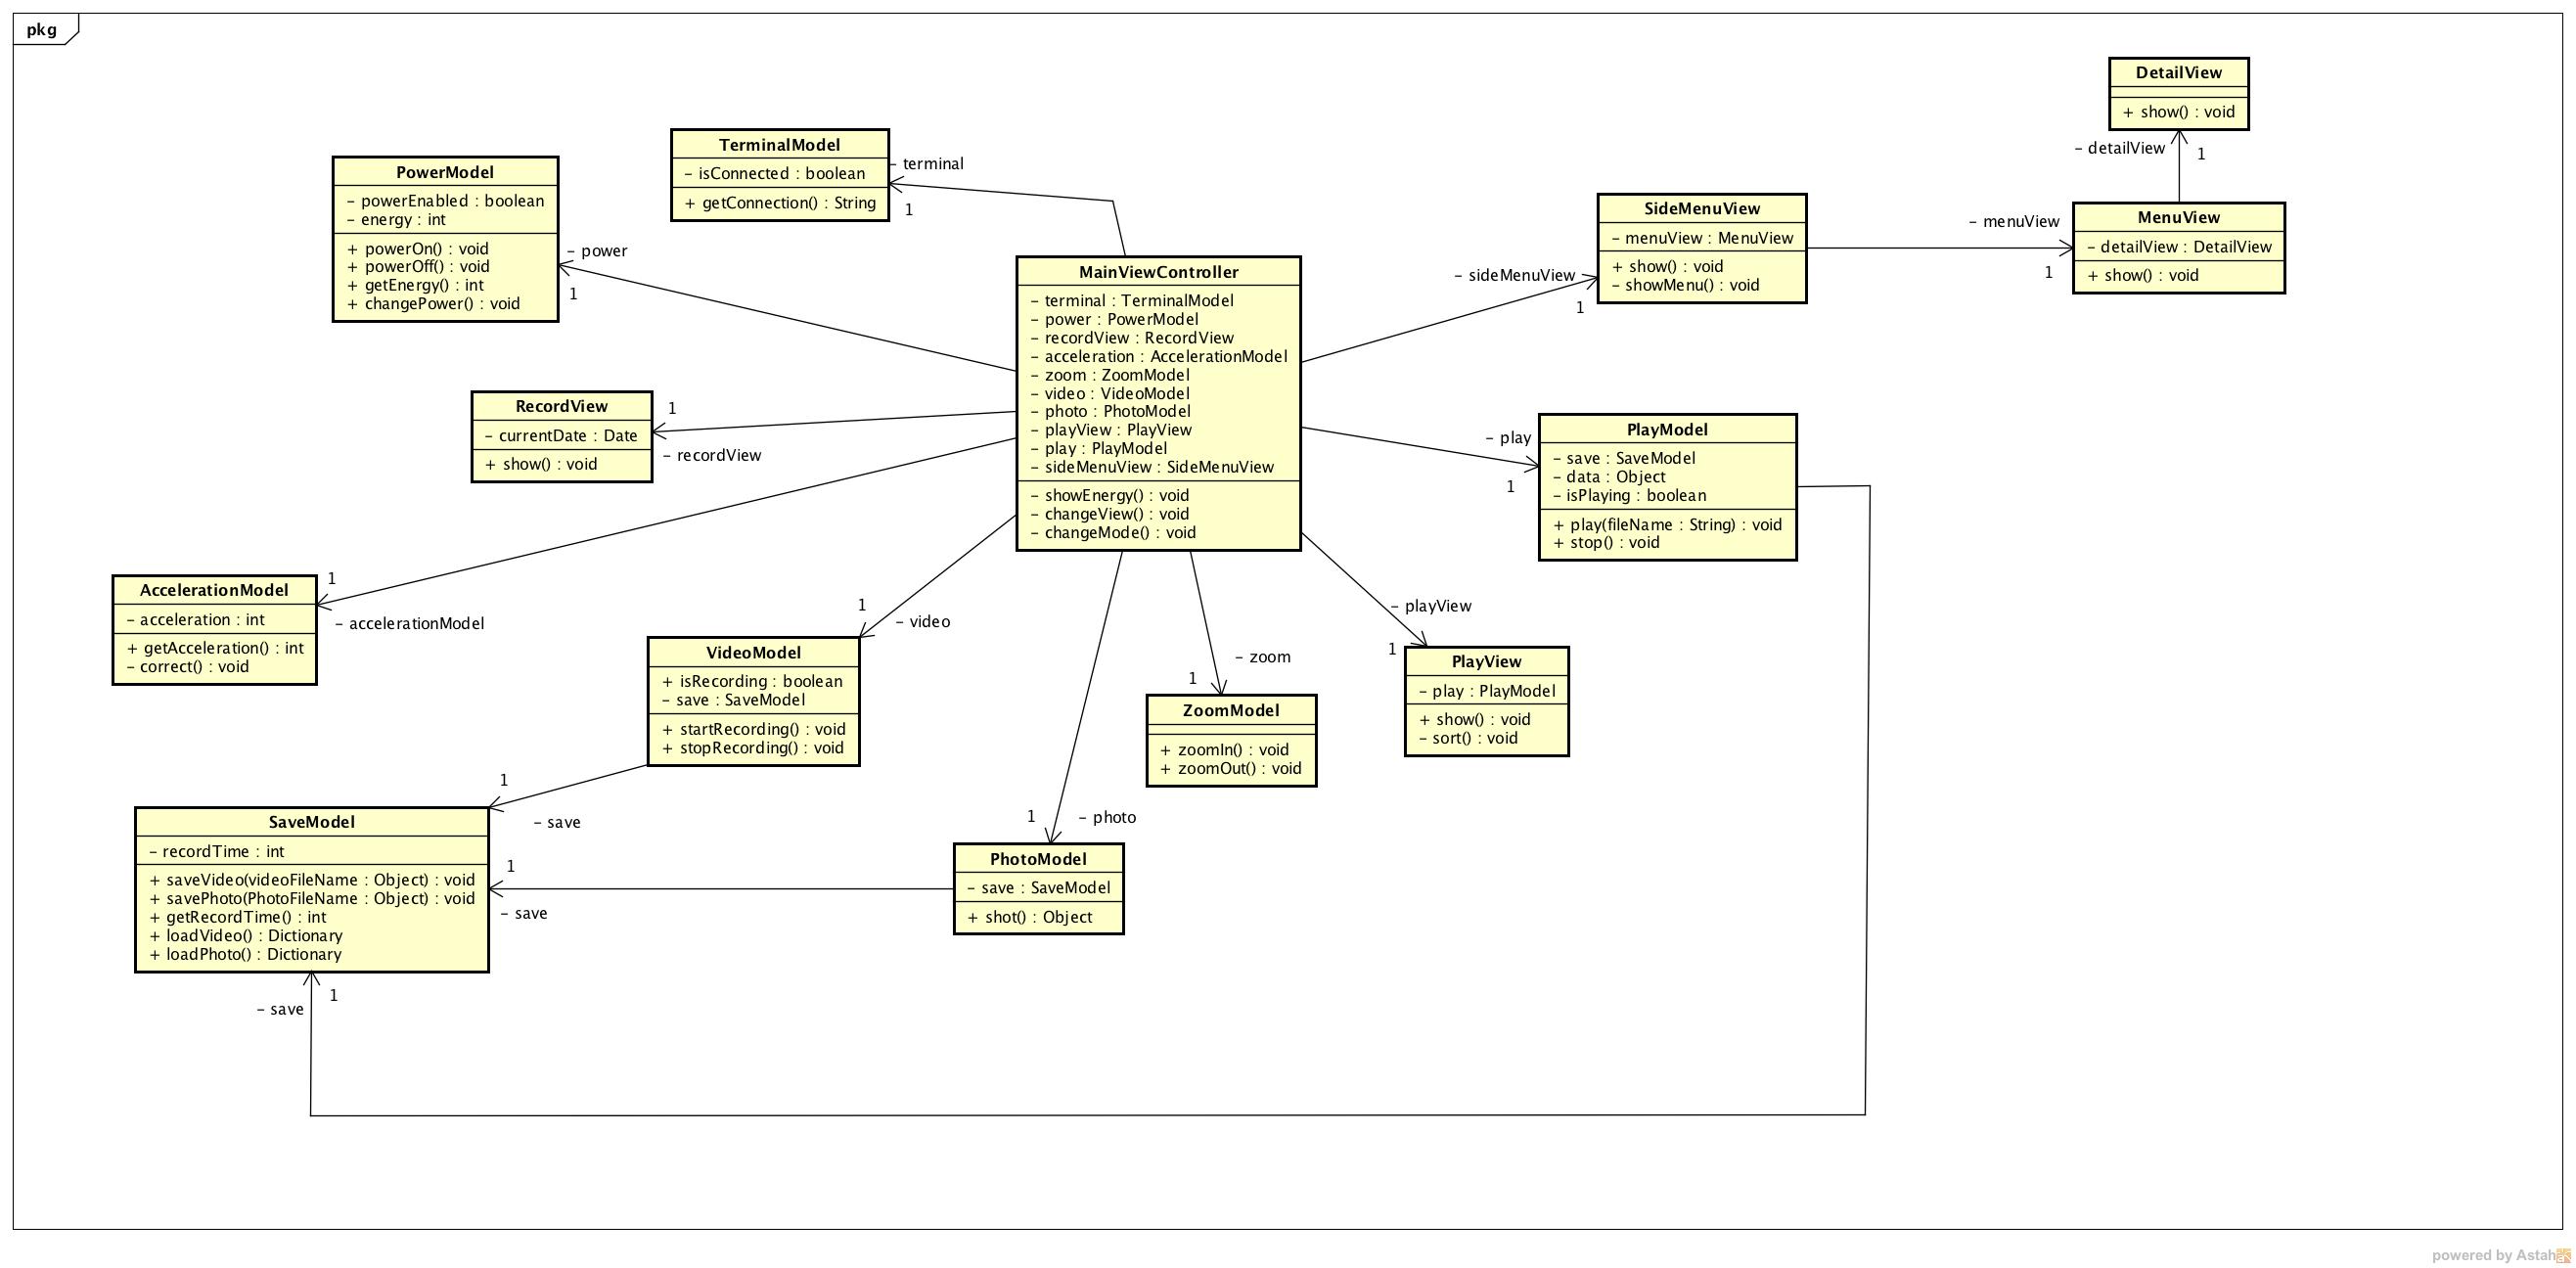 pkg
DetailView
+ show() : void
– detailView
1
TerminalModel
– isConnected : boolean
+ getConnection() : String
– terminal
1
PowerModel
– powerEnabled : boolean
– energy : int
+ powerOn() : void
+ powerOff() : void
+ getEnergy() : int
+ changePower() : void
– power
1
SideMenuView
– menuView : MenuView
+ show() : void
– showMenu() : void
– menuView
1
MenuView
– detailView : DetailView
+ show() : void
MainViewController
– terminal : TerminalModel
– power : PowerModel
– recordView : RecordView
– acceleration : AccelerationModel
– zoom : ZoomModel
– video : VideoModel
– photo : PhotoModel
– playView : PlayView
– play : PlayModel
– sideMenuView : SideMenuView
– showEnergy() : void
– changeView() : void
– changeMode() : void
– sideMenuView
1
RecordView
– currentDate : Date
+ show() : void
1
– recordView
PlayModel
– save : SaveModel
– data : Object
– isPlaying : boolean
+ play(fileName : String) : void
+ stop() : void
– play
1
AccelerationModel
– acceleration : int
+ getAcceleration() : int
– correct() : void
1
– accelerationModel
1
– video
VideoModel
+ isRecording : boolean
– save : SaveModel
+ startRecording() : void
+ stopRecording() : void
– playView
1
PlayView
– play : PlayModel
+ show() : void
– sort() : void
– zoom
1
ZoomModel
+ zoomIn() : void
+ zoomOut() : void
1
– save
SaveModel
– recordTime : int
+ saveVideo(videoFileName : Object) : void
+ savePhoto(PhotoFileName : Object) : void
+ getRecordTime() : int
+ loadVideo() : Dictionary
+ loadPhoto() : Dictionary
1
– photo
PhotoModel
– save : SaveModel
+ shot() : Object
1
– save
1
– save
powered by Astah